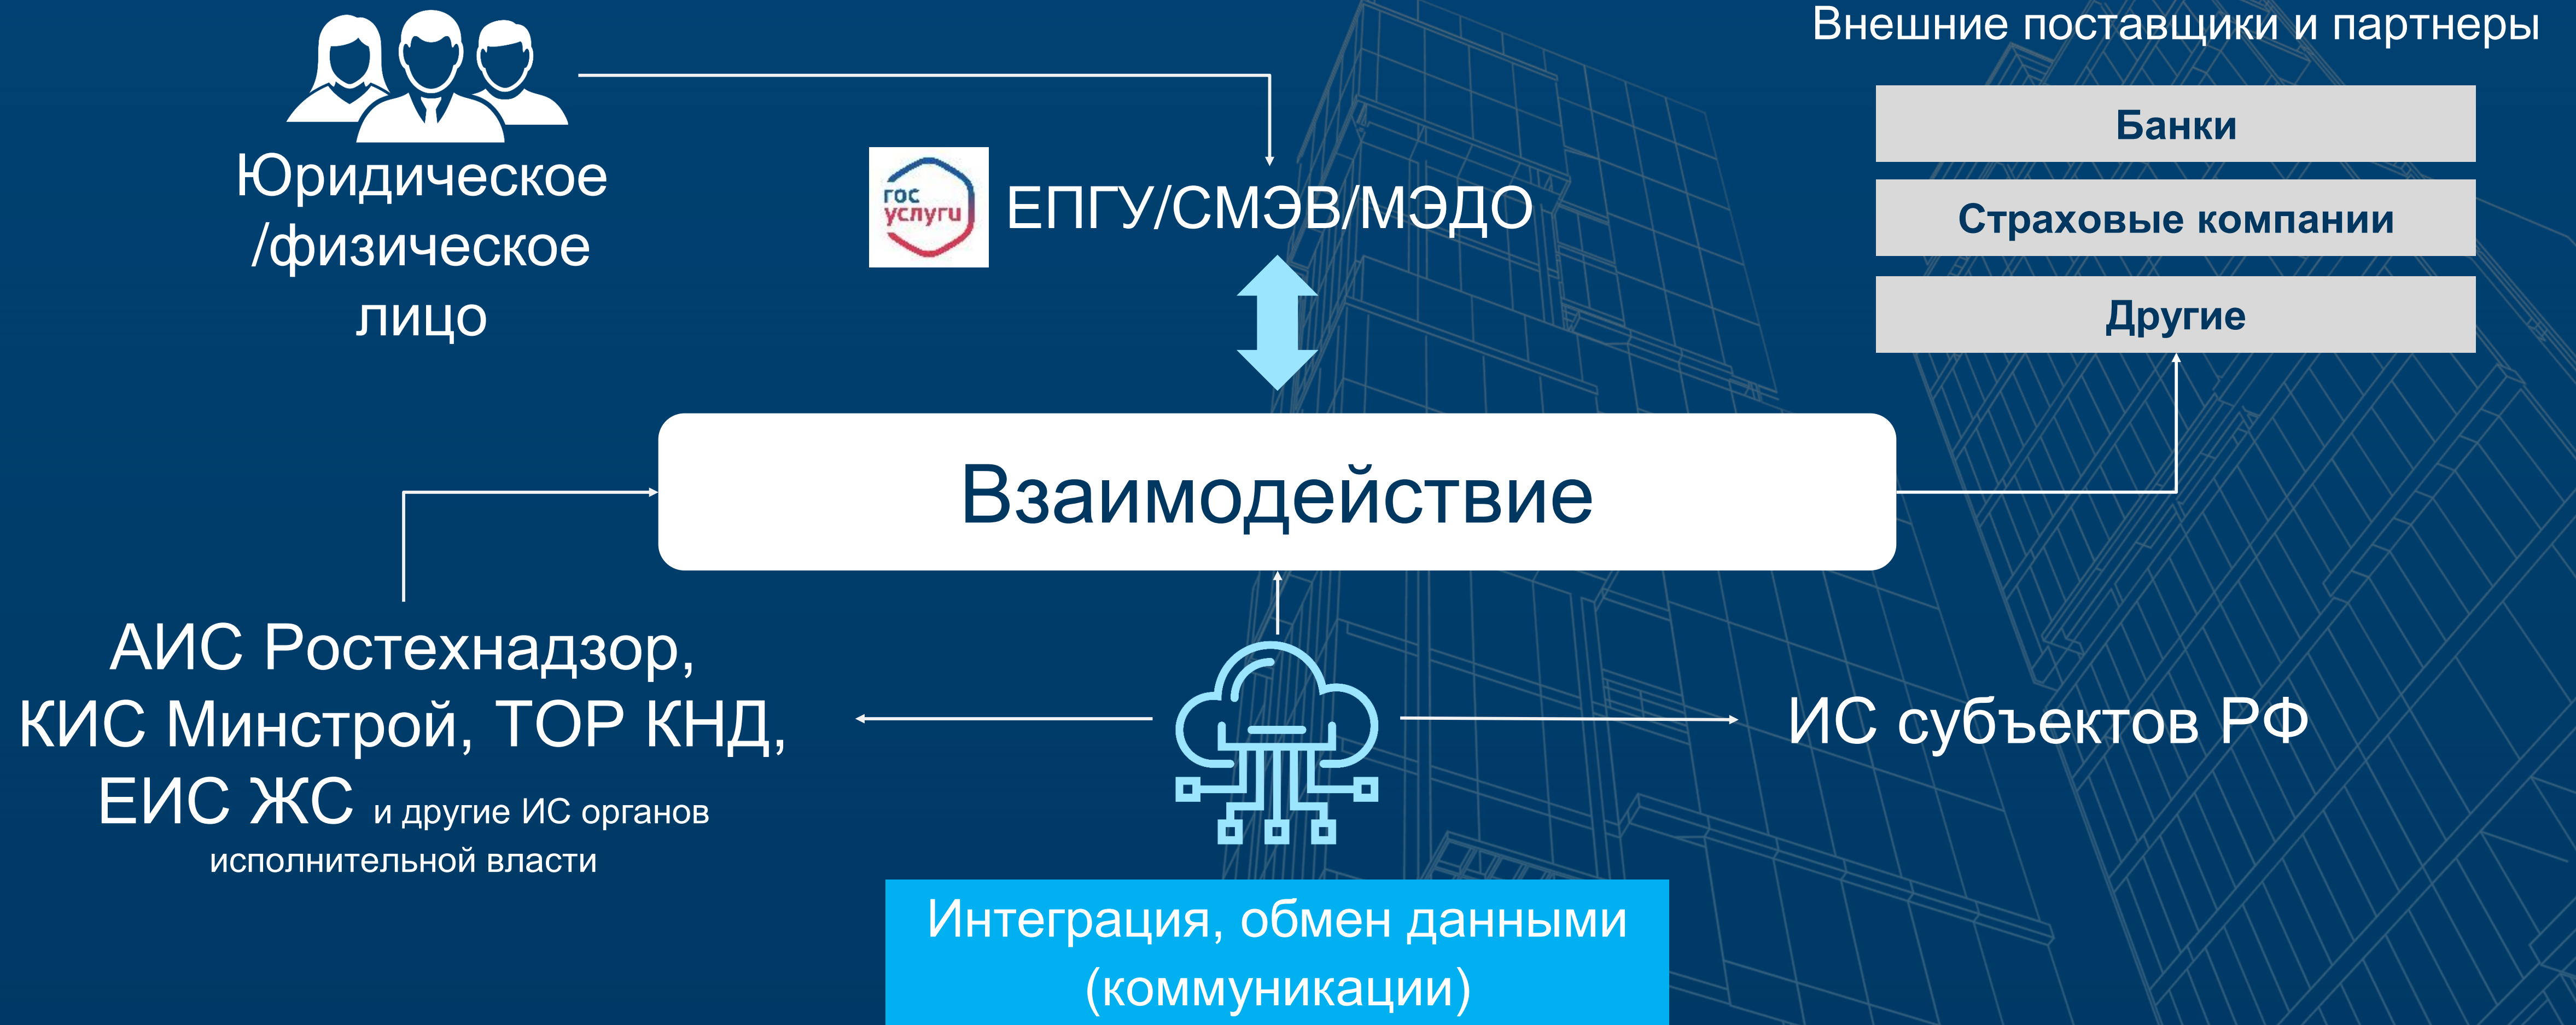 Внешние поставщики и партнеры
Банки
Страховые компании
Другие
Юридическое
/физическое
лицо
гос
услуги
ЕПГУ/СМЭВ/МЭДО
Взаимодействие
АИС Ростехнадзор,
КИС Минстрой, ТОР КНД,
ЕИС ЖС и другие ИС органов
исполнительной власти
ИС субъектов РФ
Интеграция, обмен данными
(коммуникации)